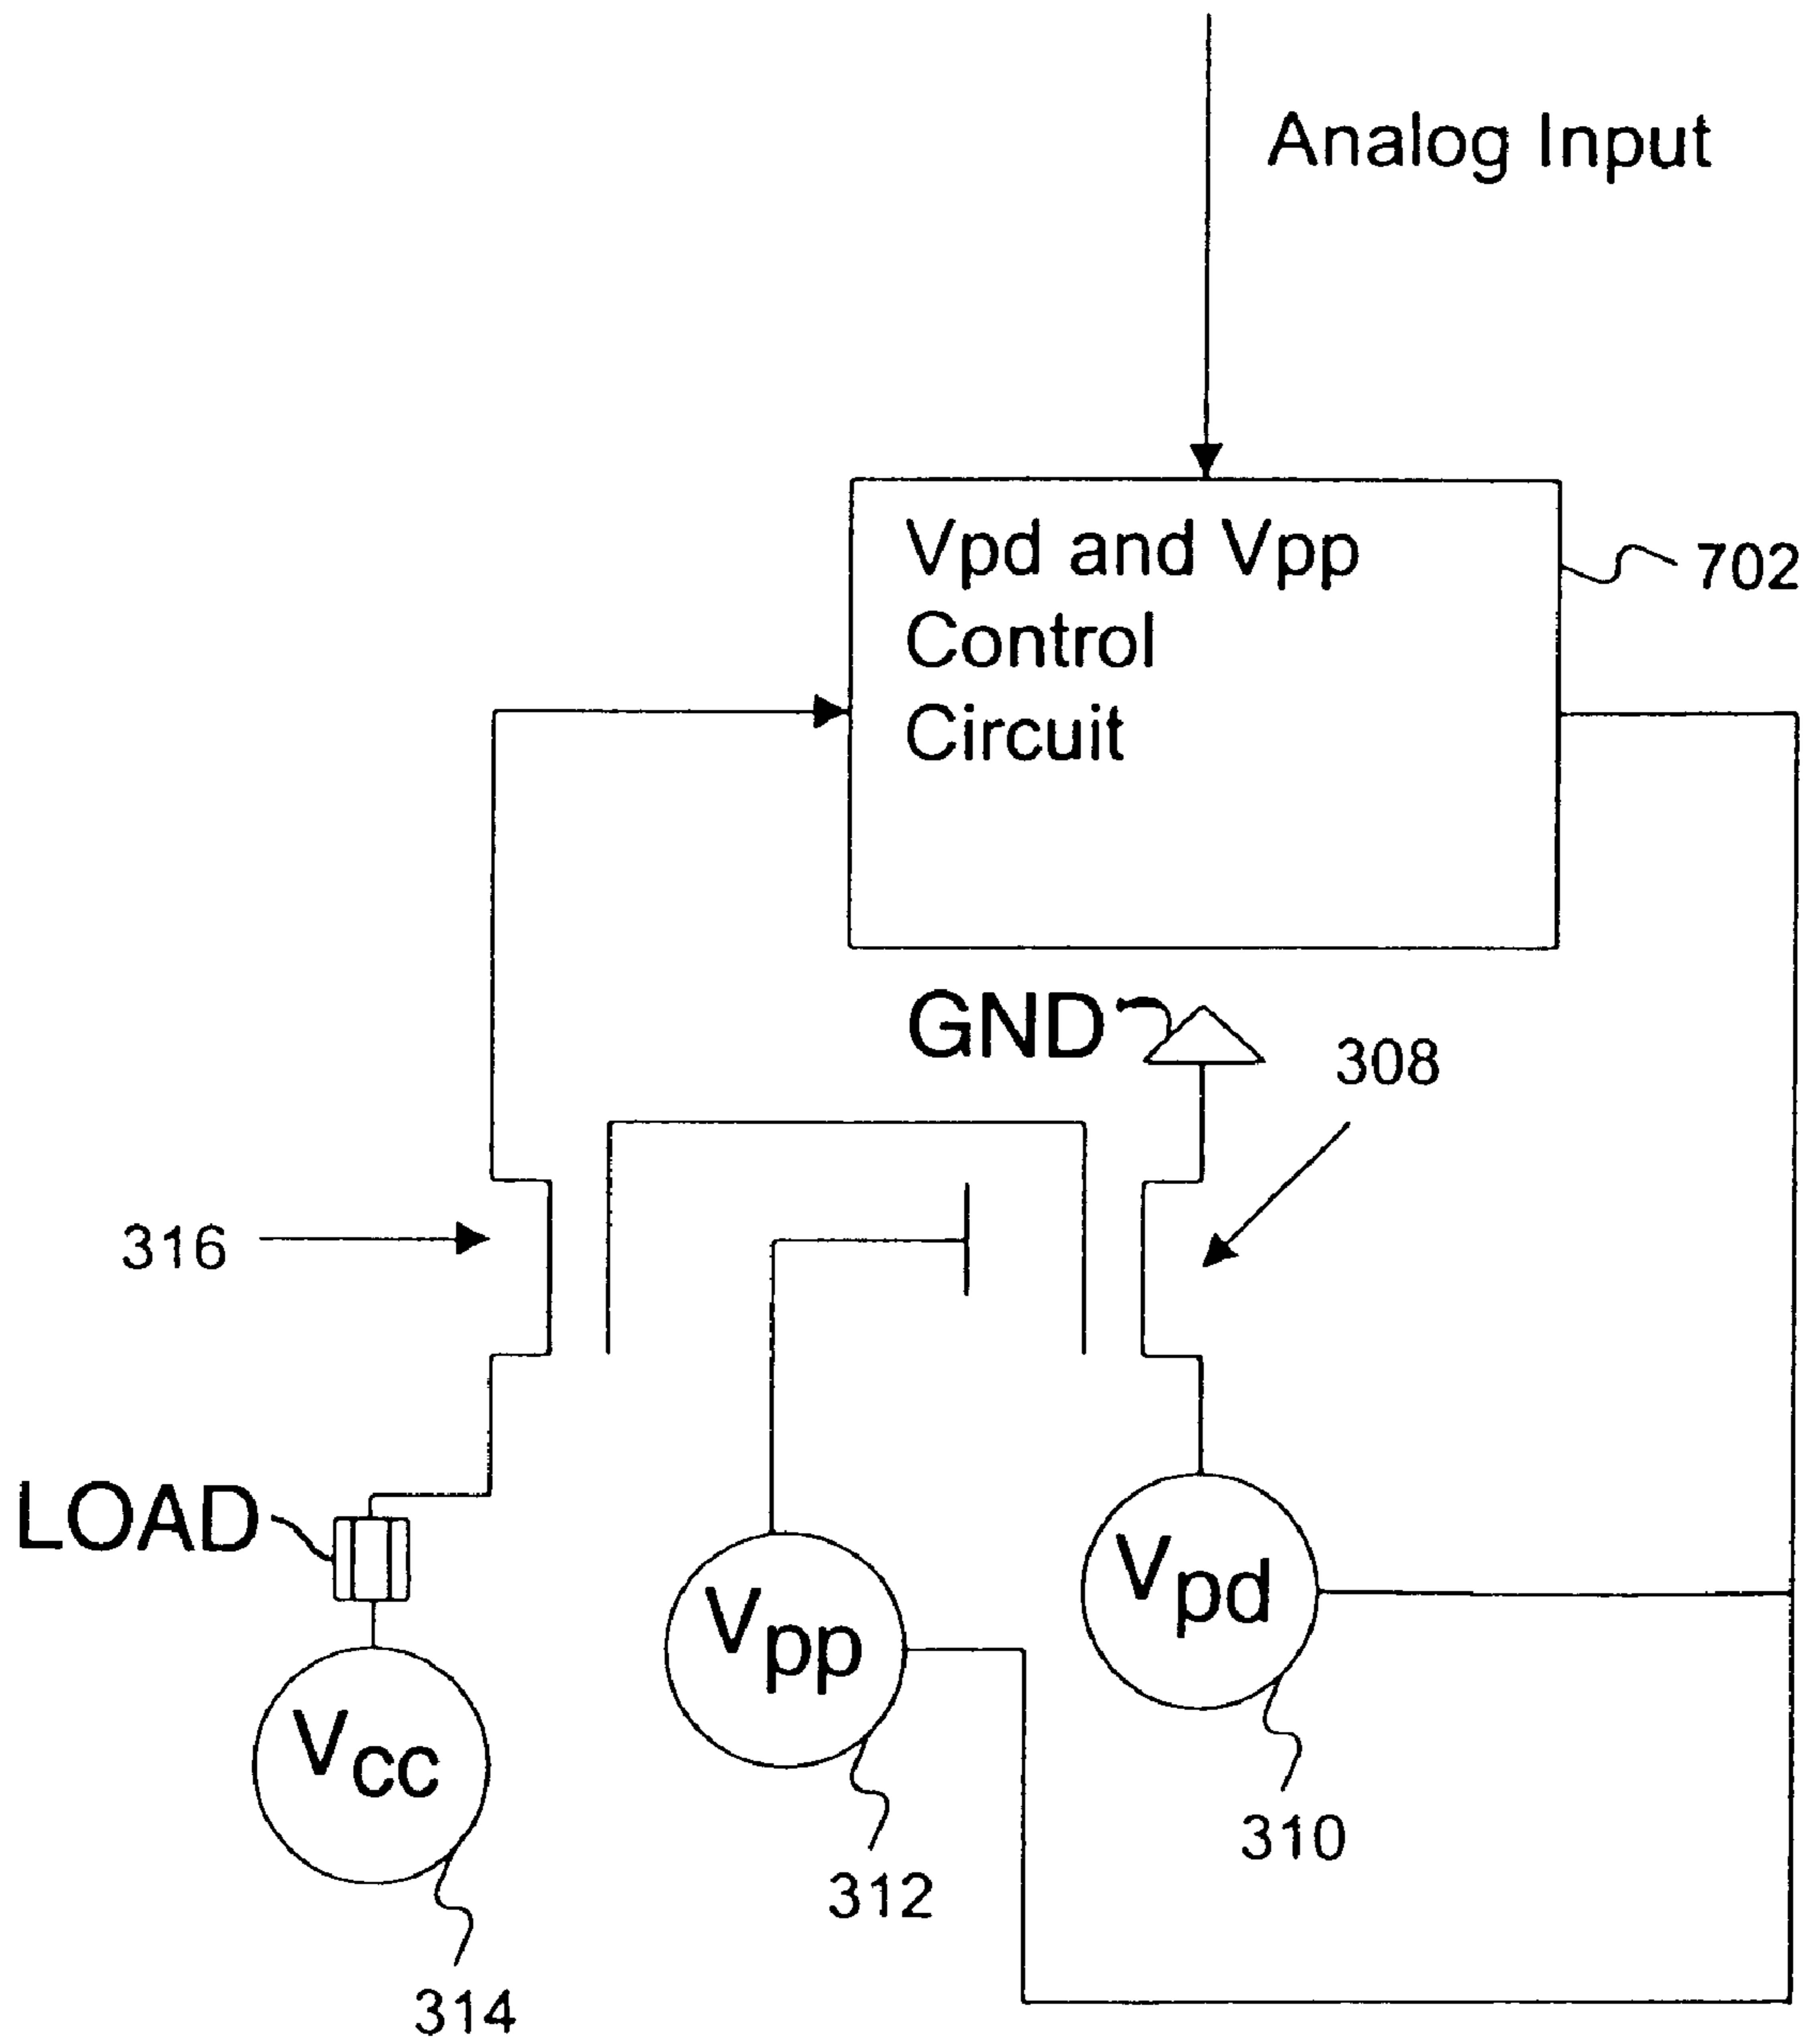 Analog Input
Vpd and Vpp
Control
Circuit
702
GND
308
316
LOAD
Vpd
Vpp
Vcc
310
312
314